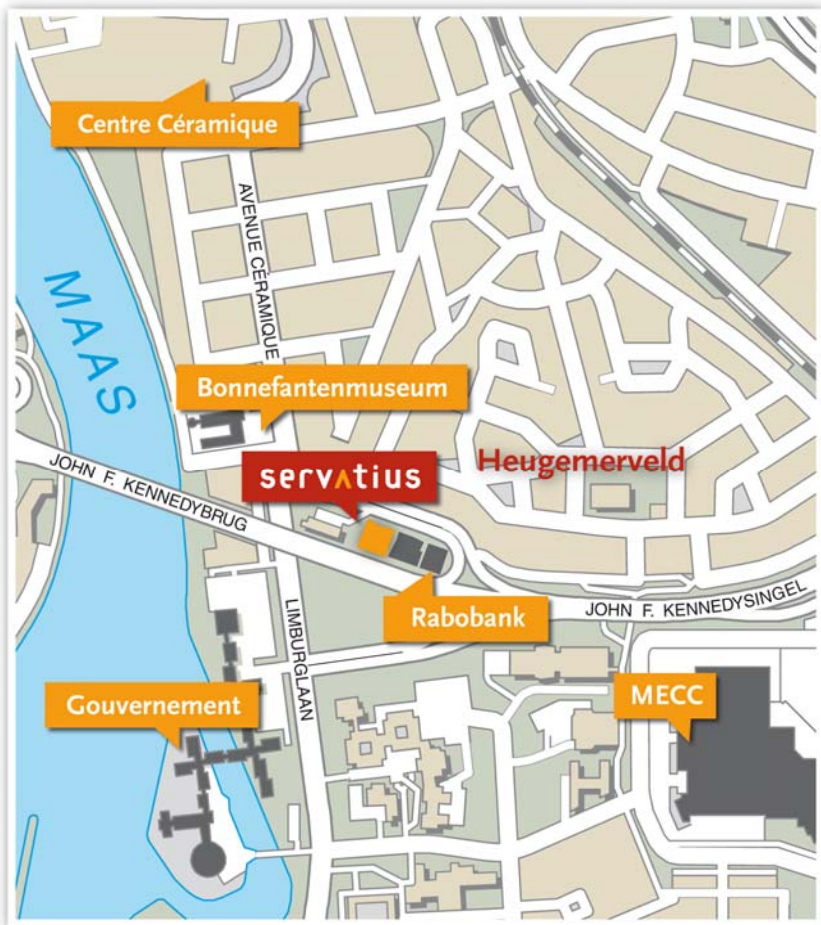 Centre Céramique
AVENUE CÉRAMIQUE
MAAS
Bonnefantenmuseum
JOHN F. KENNEDYBRUG
servatius
Heugemerveld
Rabobank
JOHN F. KENNEDYSINGEL
LIMBURGLAAN
Gouvernement
MECC